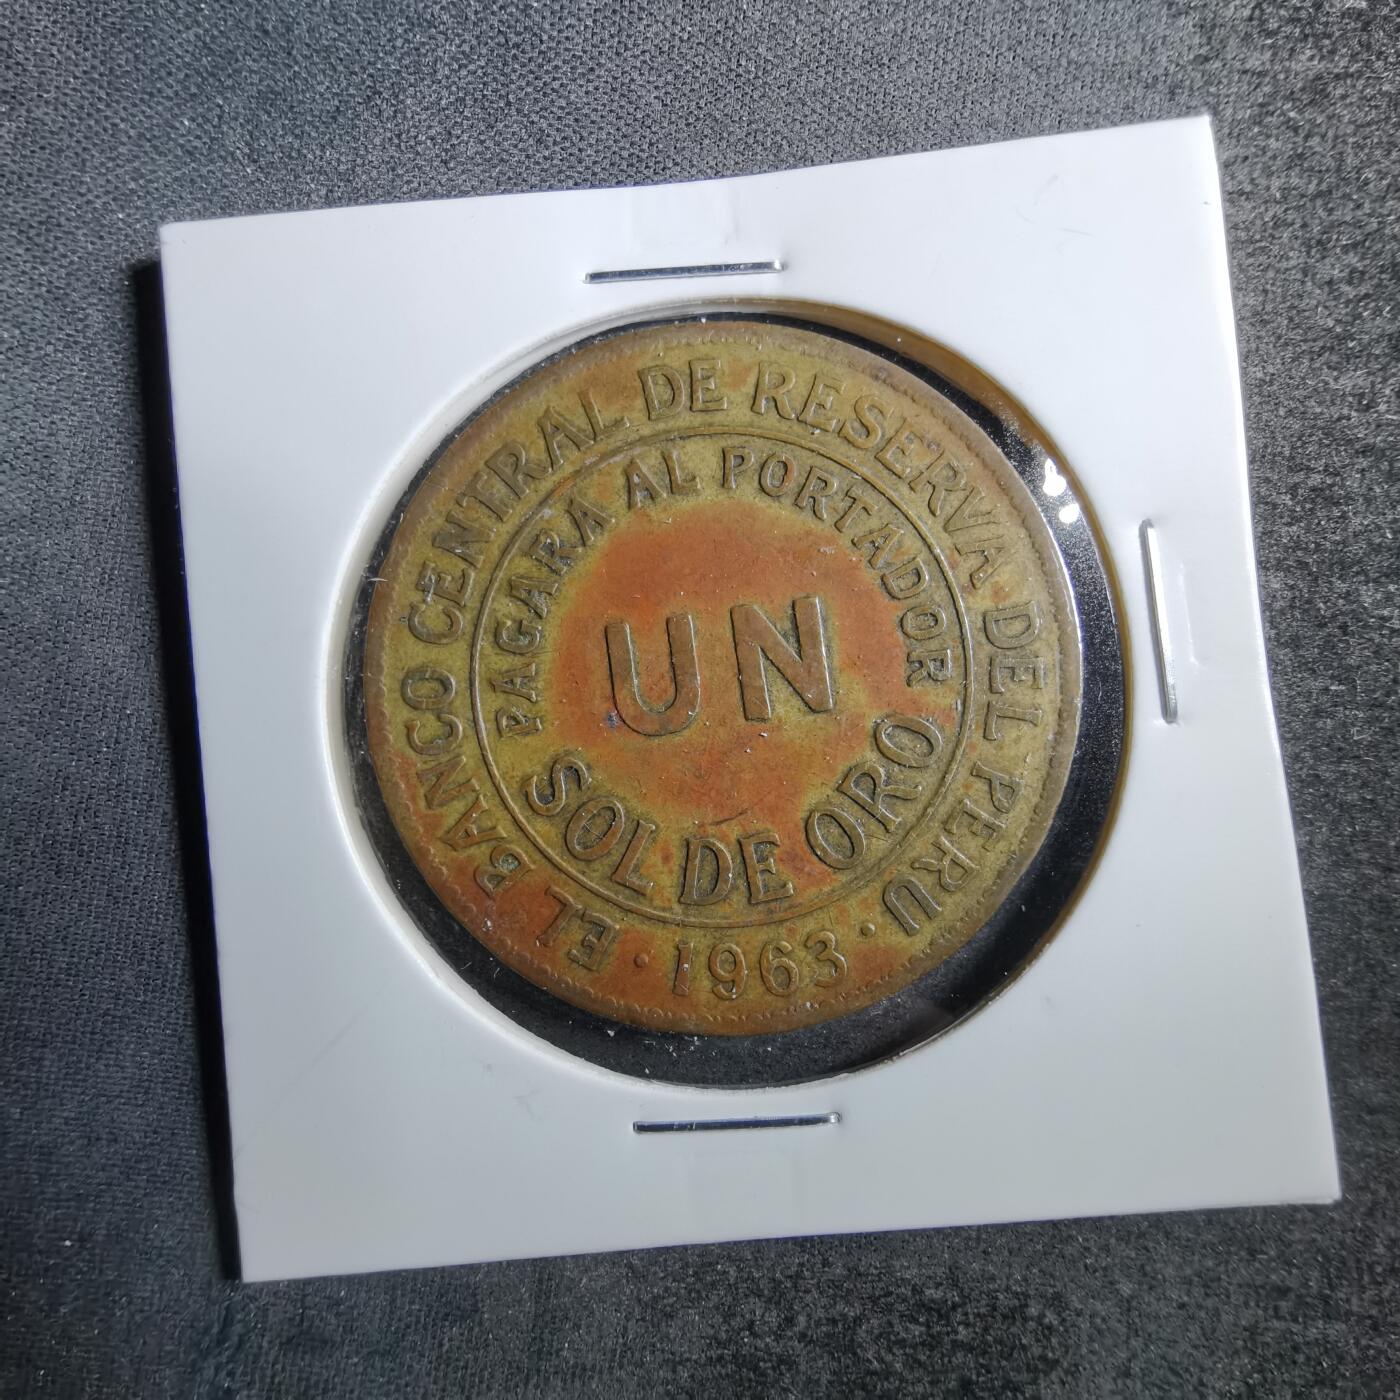 EL BANCO CENTRAL DE RESERVA DEL PERU
PAGARA AL PORTADOR
UN
SOL DE ORO
· 1963 ·